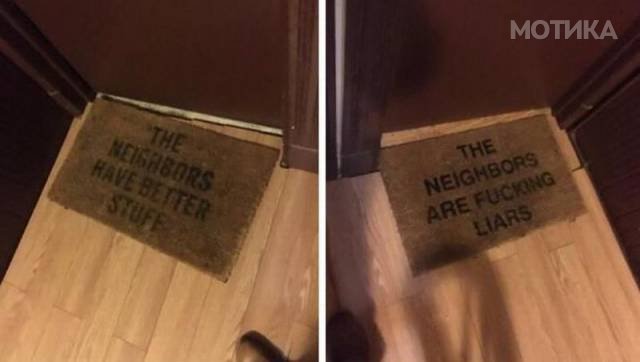 МОТИКА
THE
NEIGHBORS
HAVE BETTER
STUFF
THE
NEIGHBORS
ARE FUCKING
LIARS